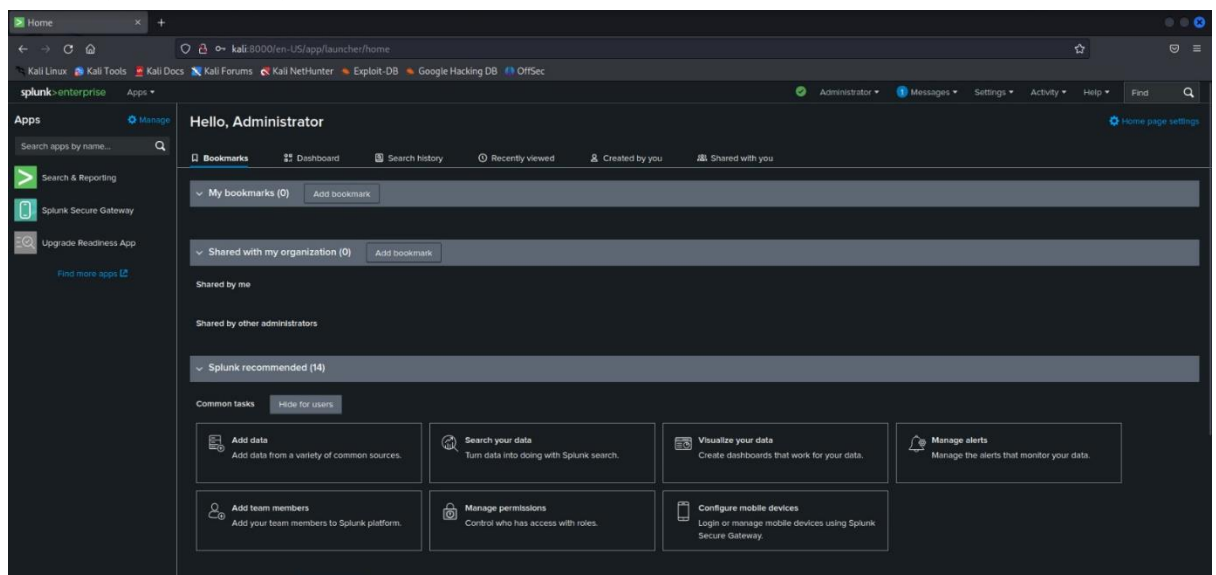 Home
kali:8000/en-US/app/launcher/home
Kali Linux Kali Tools Kali Docs Kali Forums Kali NetHunter Exploit-DB Google Hacking DB OffSec
splunk>enterprise Apps Administrator 1 Messages Settings Activity Help Find
Apps Manage
Hello, Administrator
Home page settings
Search apps by name...
Bookmarks Dashboard Search history Recently viewed Created by you Shared with you
Search & Reporting
My bookmarks (0) Add bookmark
Splunk Secure Gateway
Upgrade Readiness App
Shared with my organization (0) Add bookmark
Find more apps
Shared by me
Shared by other administrators
Splunk recommended (14)
Common tasks Hide for users
Add data
Add data from a variety of common sources.
Search your data
Turn data into doing with Splunk search.
Visualize your data
Create dashboards that work for your data.
Manage alerts
Manage the alerts that monitor your data.
Add team members
Add your team members to Splunk platform.
Manage permissions
Control who has access with roles.
Configure mobile devices
Login or manage mobile devices using Splunk
Secure Gateway.